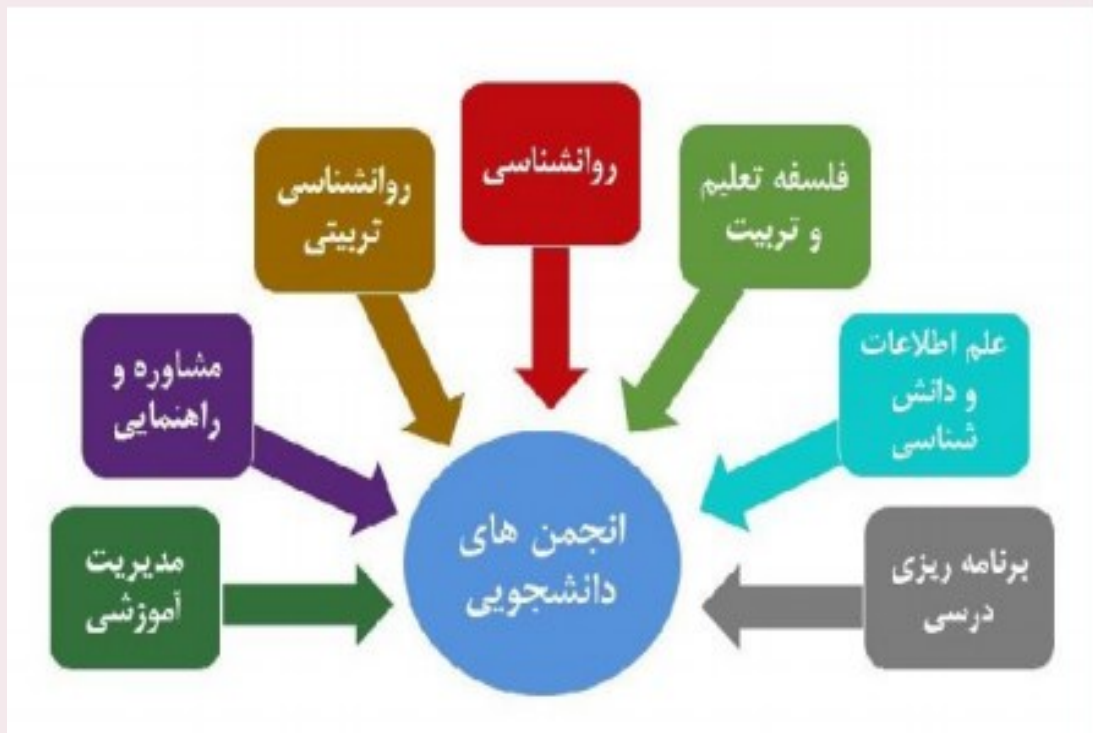 روانشناسی
فلسفه تعلیم
و تربیت
روانشناسی
تربیتی
علم اطلاعات
و دانش
شناسی
مشاوره و
راهنمایی
برنامه ریزی
درسی
مدیریت
آموزشی
انجمن های
دانشجویی